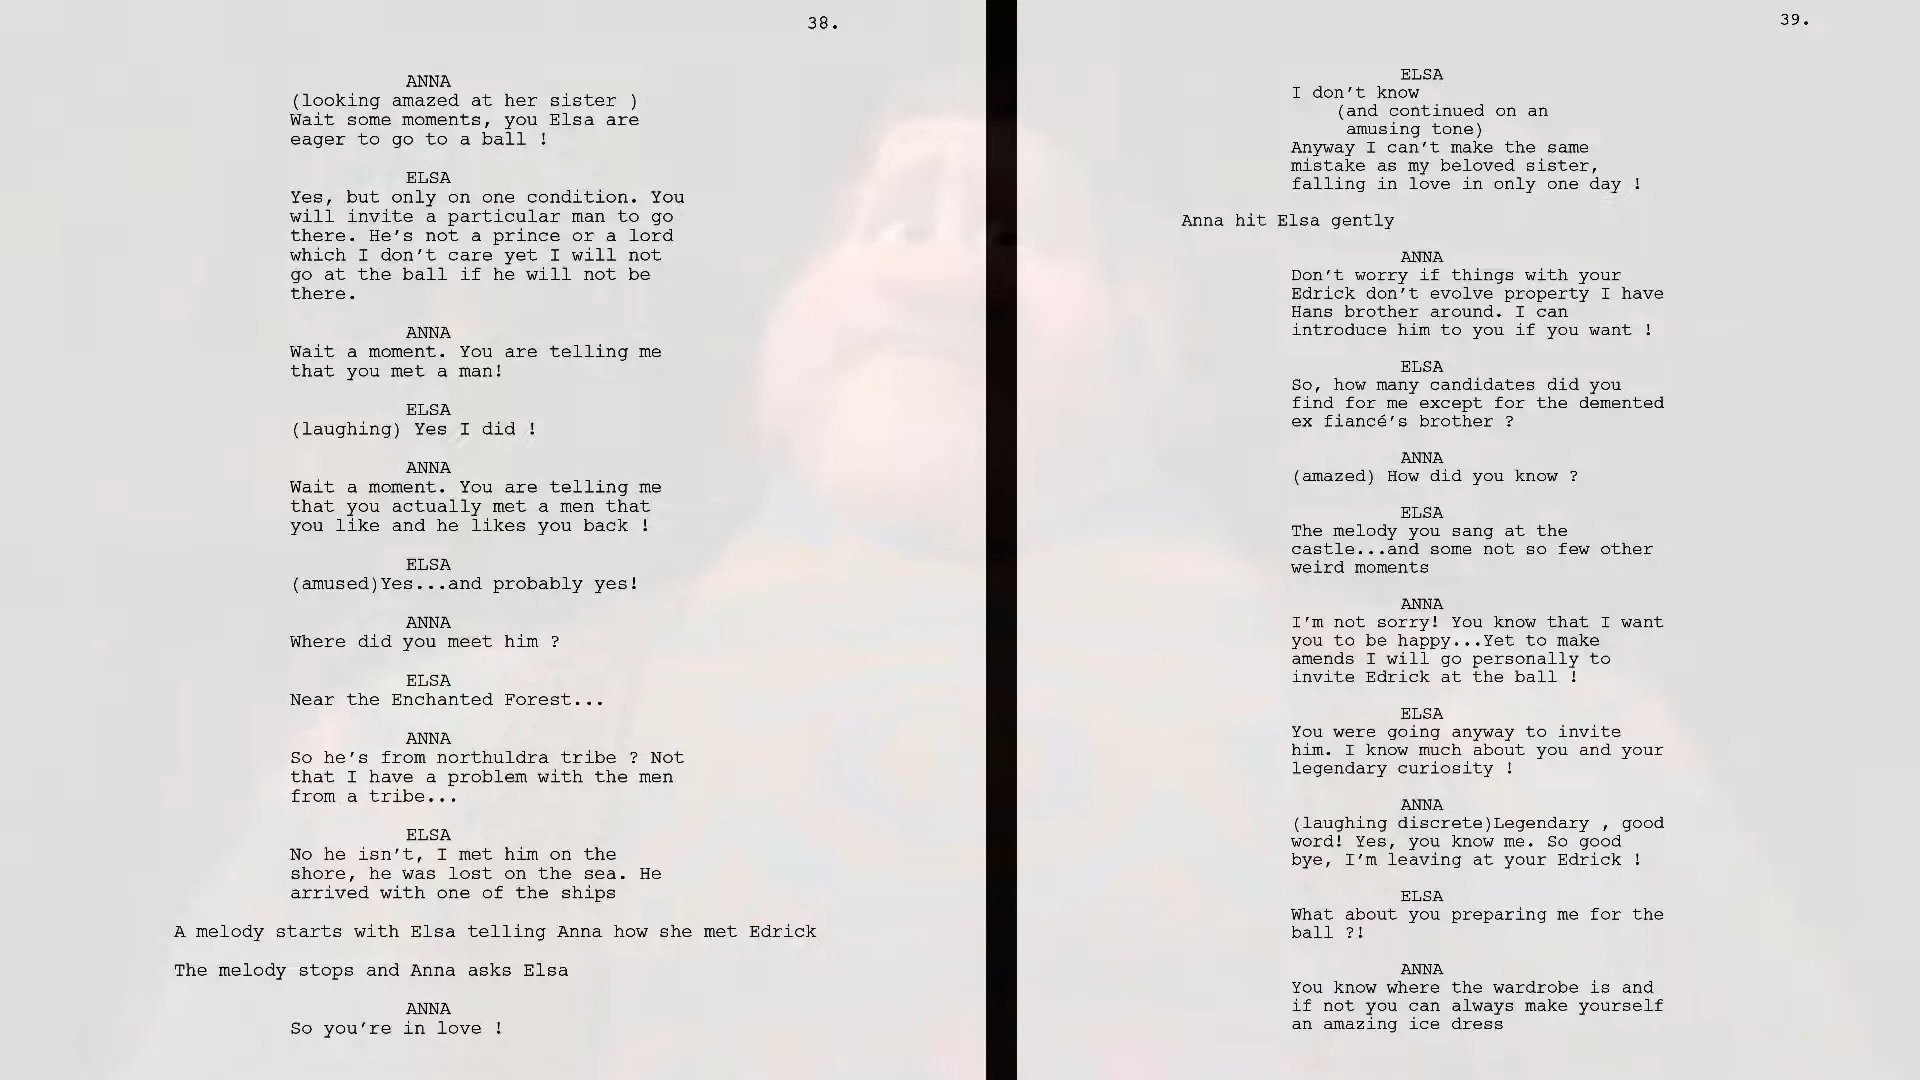 38.
ANNA
(looking amazed at her sister )
Wait some moments, you Elsa are
eager to go to a ball !
ELSA
Yes, but only on one condition. You
will invite a particular man to go
there. He's not a prince or a lord
which I don't care yet I will not
go at the ball if he will not be
there.
ANNA
Wait a moment. You are telling me
that you met a man!
ELSA
(laughing) Yes I did !
ANNA
Wait a moment. You are telling me
that you actually met a men that
you like and he likes you back !
ELSA
(amused)Yes...and probably yes!
ANNA
Where did you meet him ?
ELSA
Near the Enchanted Forest...
ANNA
So he's from northuldra tribe ? Not
that I have a problem with the men
from a tribe...
ELSA
No he isn't, I met him on the
shore, he was lost on the sea. He
arrived with one of the ships
A melody starts with Elsa telling Anna how she met Edrick
The melody stops and Anna asks Elsa
ANNA
So you're in love !
39.
ELSA
I don't know
(and continued on an
amusing tone)
Anyway I can't make the same
mistake as my beloved sister,
falling in love in only one day !
Anna hit Elsa gently
ANNA
Don't worry if things with your
Edrick don't evolve property I have
Hans brother around. I can
introduce him to you if you want !
ELSA
So, how many candidates did you
find for me except for the demented
ex fiancé's brother ?
ANNA
(amazed) How did you know ?
ELSA
The melody you sang at the
castle...and some not so few other
weird moments
ANNA
I'm not sorry! You know that I want
you to be happy...Yet to make
amends I will go personally to
invite Edrick at the ball !
ELSA
You were going anyway to invite
him. I know much about you and your
legendary curiosity !
ANNA
(laughing discrete)Legendary , good
word! Yes, you know me. So good
bye, I'm leaving at your Edrick !
ELSA
What about you preparing me for the
ball ?!
ANNA
You know where the wardrobe is and
if not you can always make yourself
an amazing ice dress